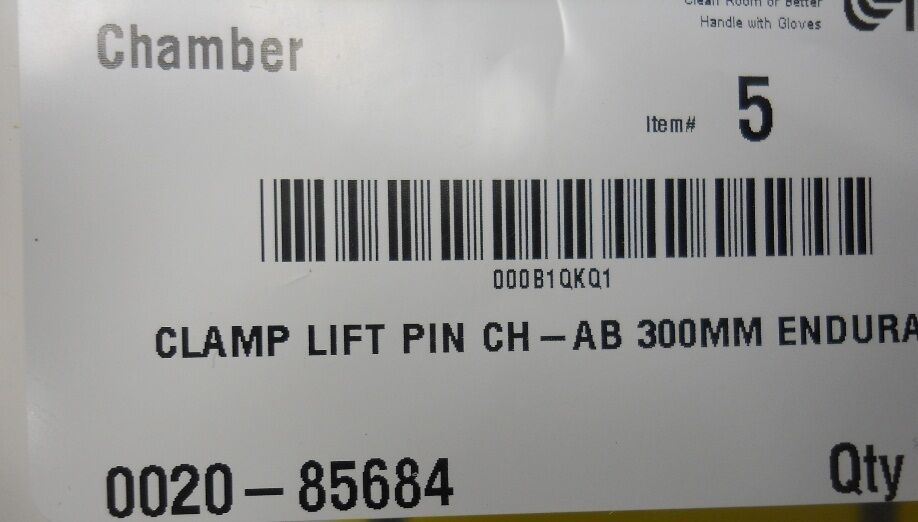 Clean Room or Better
Handle with Gloves
Chamber
Item# 5
000B1QKQ1
CLAMP LIFT PIN CH-AB 300MM ENDURA
0020-85684
Qty